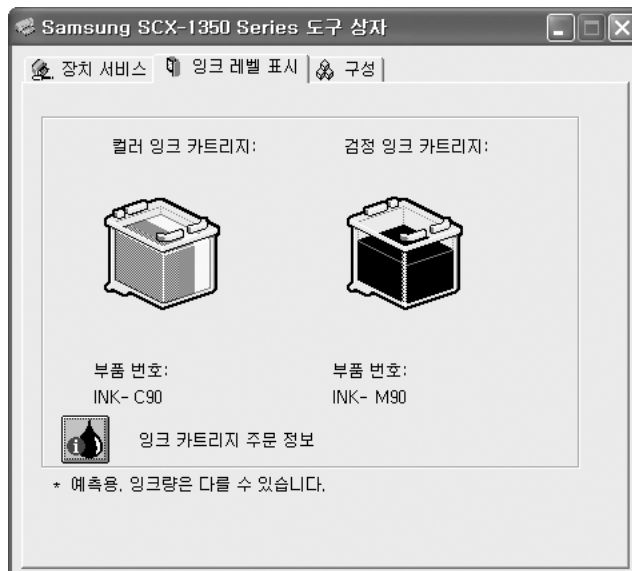 Samsung SCX-1350 Series 도구 상자
장치 서비스 잉크 레벨 표시 구성
컬러 잉크 카트리지: 검정 잉크 카트리지:
부품 번호: 부품 번호:
INK- C90 INK- M90
잉크 카트리지 주문 정보
* 예측용, 잉크량은 다를 수 있습니다.